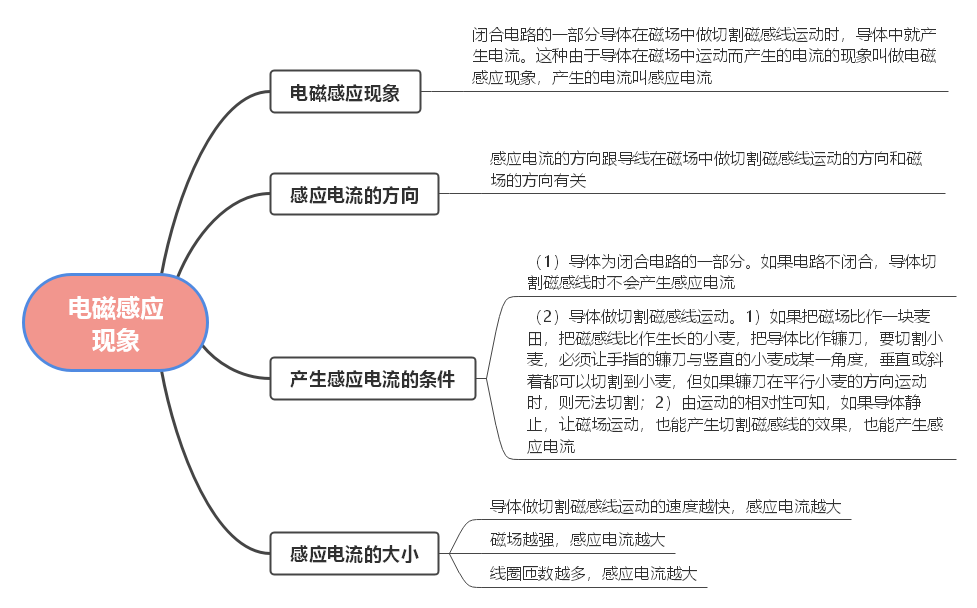 电磁感应
现象
电磁感应现象
闭合电路的一部分导体在磁场中做切割磁感线运动时，导体中就产
生电流。这种由于导体在磁场中运动而产生的电流的现象叫做电磁
感应现象，产生的电流叫感应电流
感应电流的方向
感应电流的方向跟导线在磁场中做切割磁感线运动的方向和磁
场的方向有关
产生感应电流的条件
（1）导体为闭合电路的一部分。如果电路不闭合，导体切
割磁感线时不会产生感应电流
（2）导体做切割磁感线运动。1）如果把磁场比作一块麦
田，把磁感线比作生长的小麦，把导体比作镰刀，要切割小
麦，必须让手指的镰刀与竖直的小麦成某一角度，垂直或斜
着都可以切割到小麦，但如果镰刀在平行小麦的方向运动
时，则无法切割；2）由运动的相对性可知，如果导体静
止，让磁场运动，也能产生切割磁感线的效果，也能产生感
应电流
感应电流的大小
导体做切割磁感线运动的速度越快，感应电流越大
磁场越强，感应电流越大
线圈匝数越多，感应电流越大